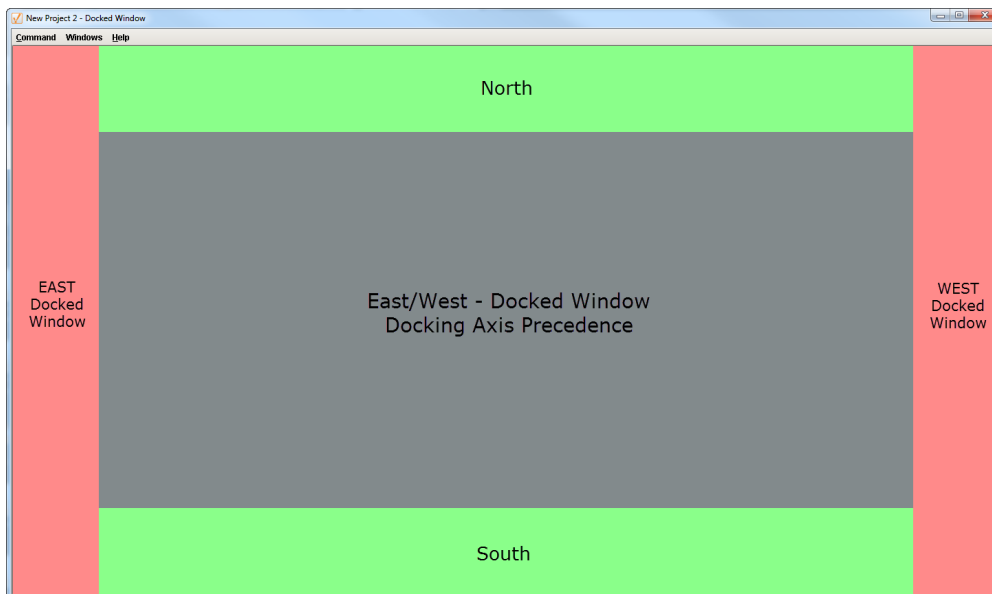 New Project 2 - Docked Window
Command Windows Help
North
EAST
Docked
Window
East/West - Docked Window
Docking Axis Precedence
WEST
Docked
Window
South